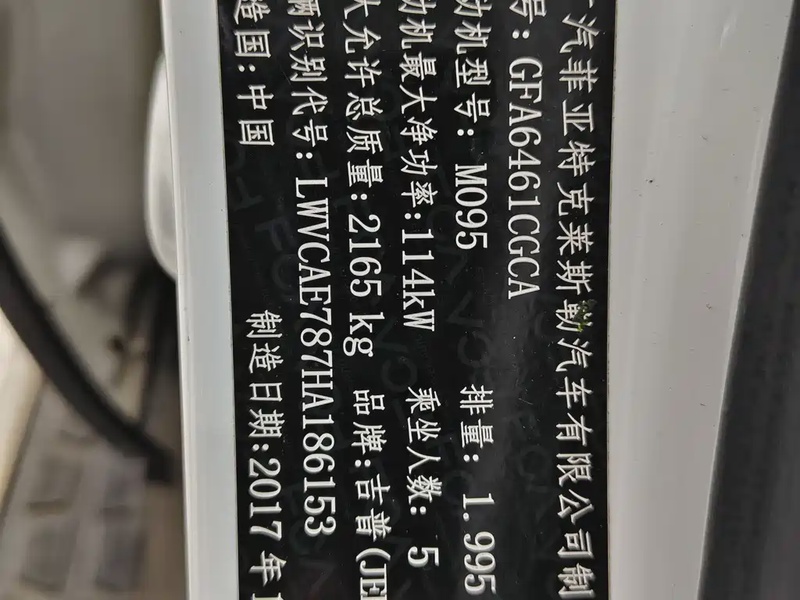 汽菲亚特克莱斯勒汽车有限公司制
号:GFA6461CGCA
机型号:M095 排量:1.995
机最大净功率:114kW 乘坐人数:5
大允许总质量:2165 kg 品牌:吉普(JE
辆识别代号:LWVCAE787HA186153
造国:中国 制造日期:2017年1